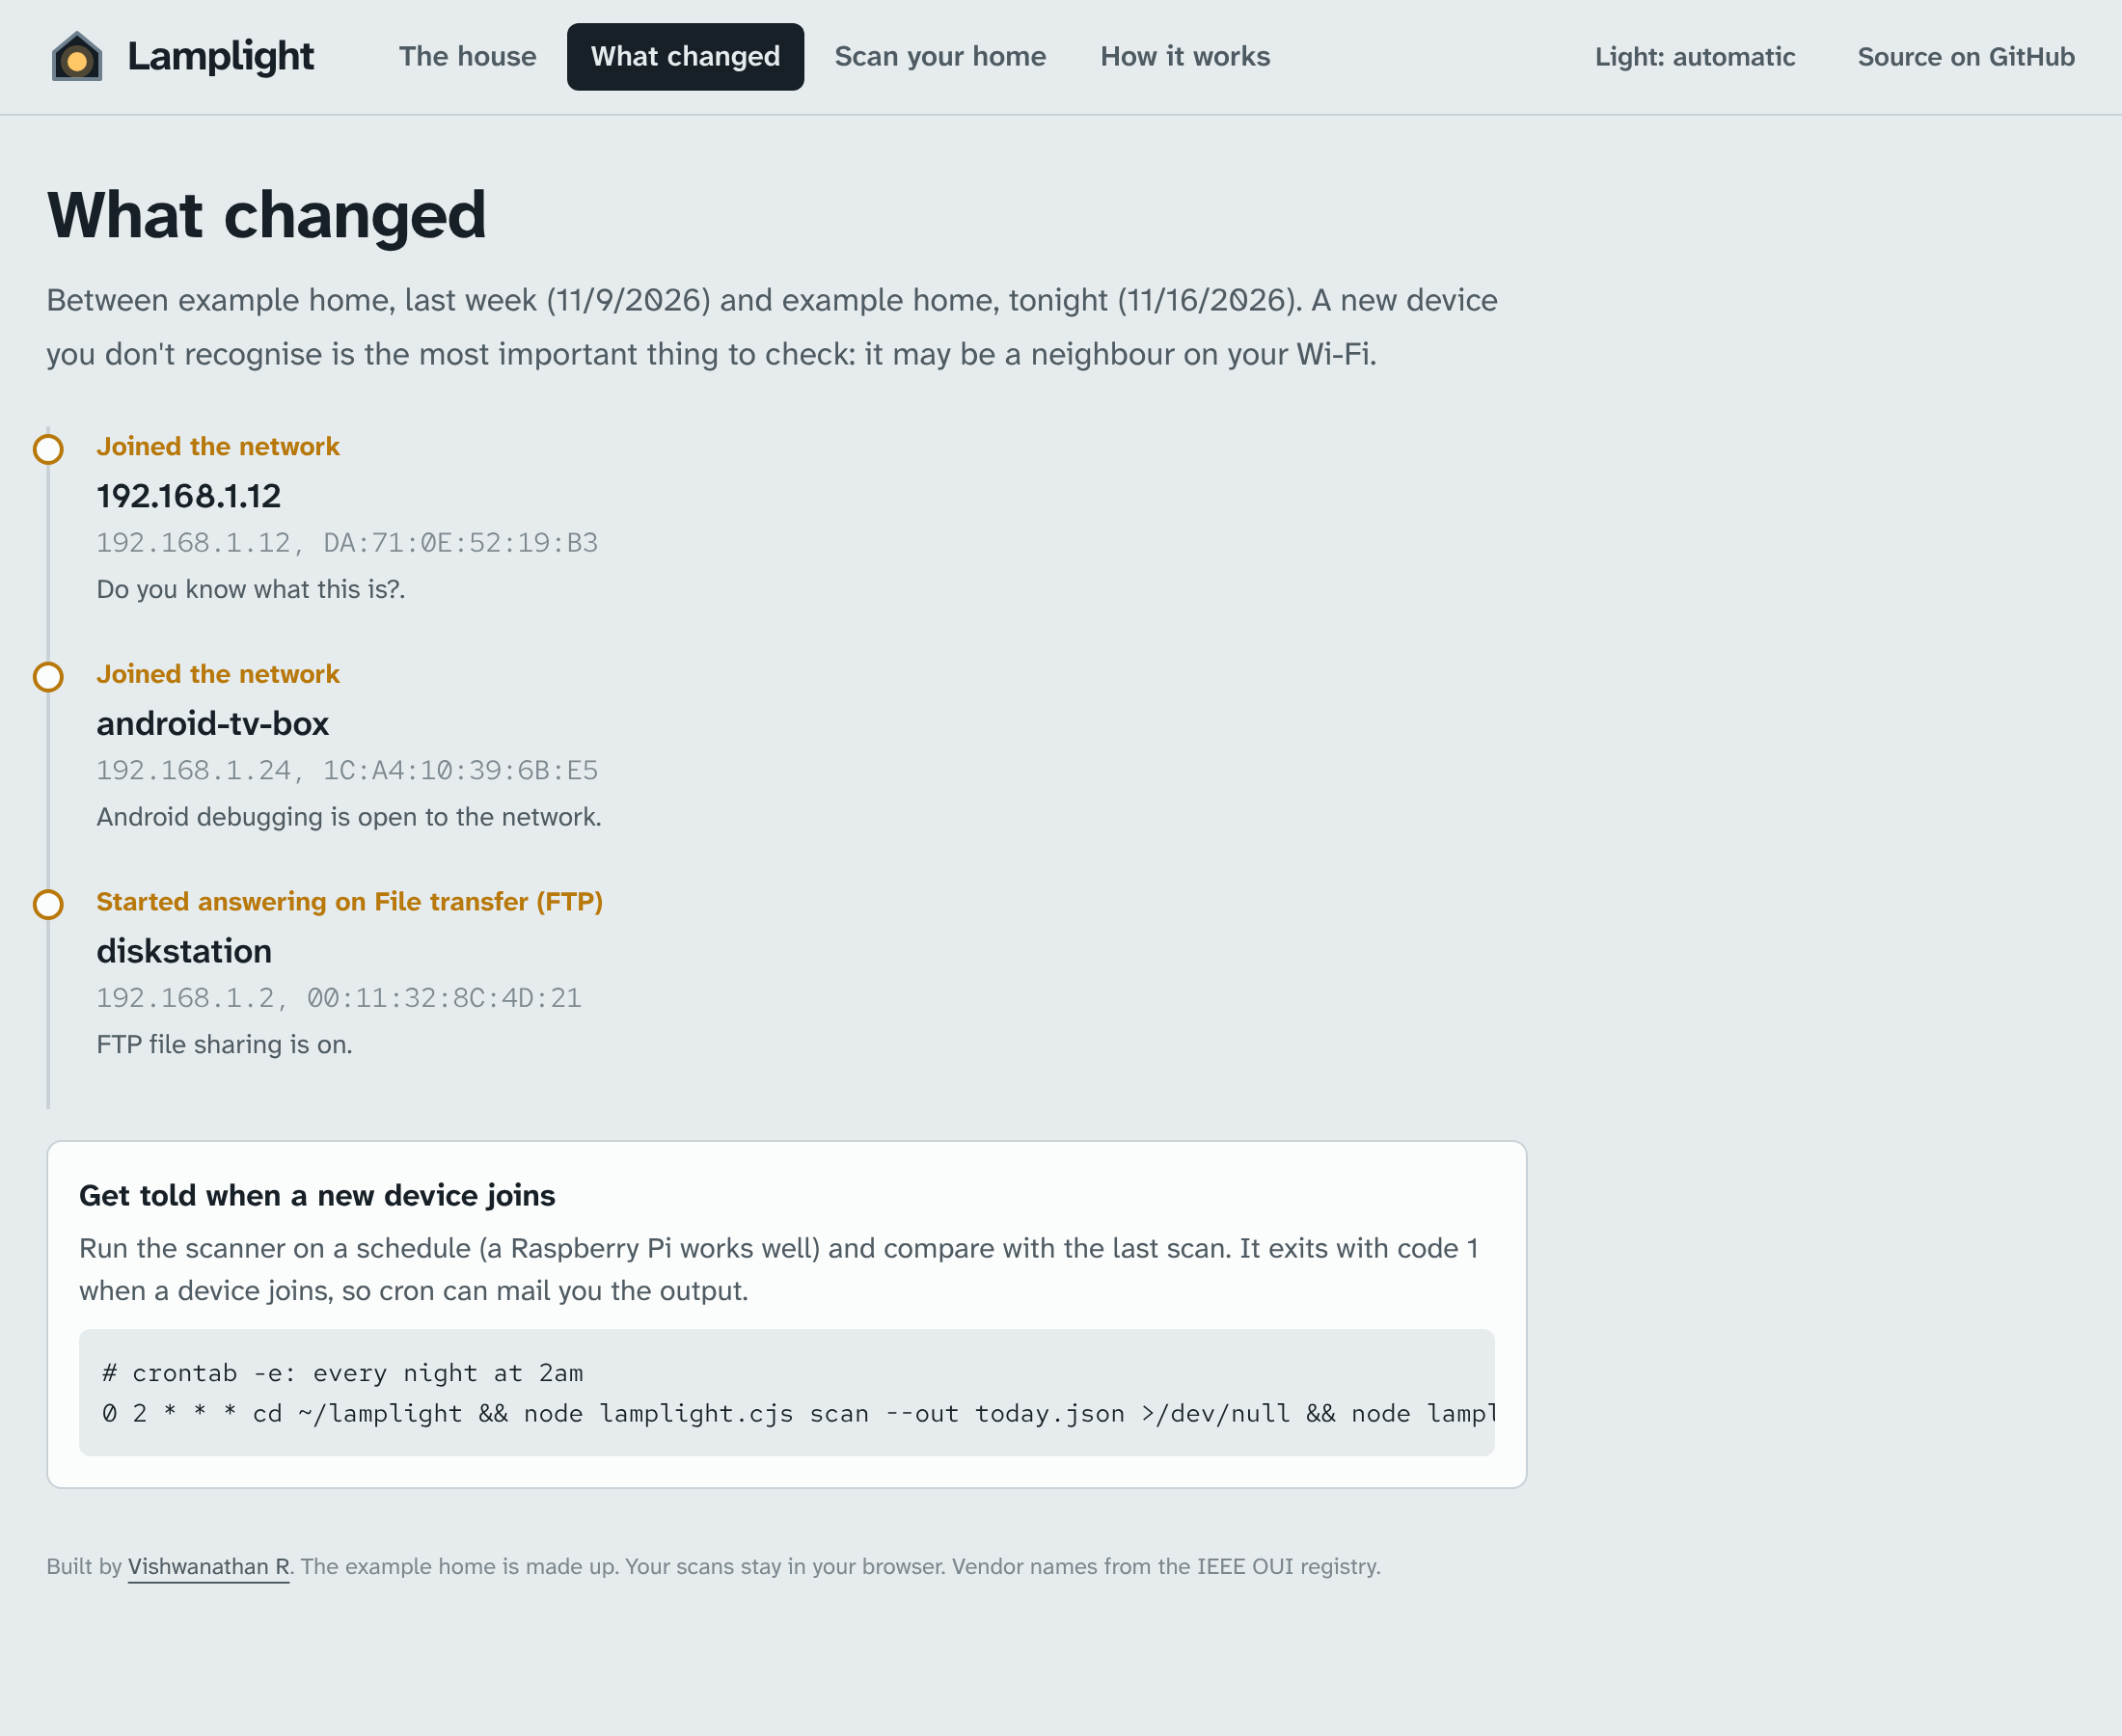 Lamplight
The house
What changed
Scan your home
How it works
Light: automatic
Source on GitHub
What changed
Between example home, last week (11/9/2026) and example home, tonight (11/16/2026). A new device
you don't recognise is the most important thing to check: it may be a neighbour on your Wi-Fi.
Joined the network
192.168.1.12
192.168.1.12, DA:71:0E:52:19:B3
Do you know what this is?.
Joined the network
android-tv-box
192.168.1.24, 1C:A4:10:39:6B:E5
Android debugging is open to the network.
Started answering on File transfer (FTP)
diskstation
192.168.1.2, 00:11:32:8C:4D:21
FTP file sharing is on.
Get told when a new device joins
Run the scanner on a schedule (a Raspberry Pi works well) and compare with the last scan. It exits with code 1
when a device joins, so cron can mail you the output.
# crontab -e: every night at 2am
0 2 * * * cd ~/lamplight && node lamplight.cjs scan --out today.json >/dev/null && node lampl
Built by Vishwanathan R. The example home is made up. Your scans stay in your browser. Vendor names from the IEEE OUI registry.